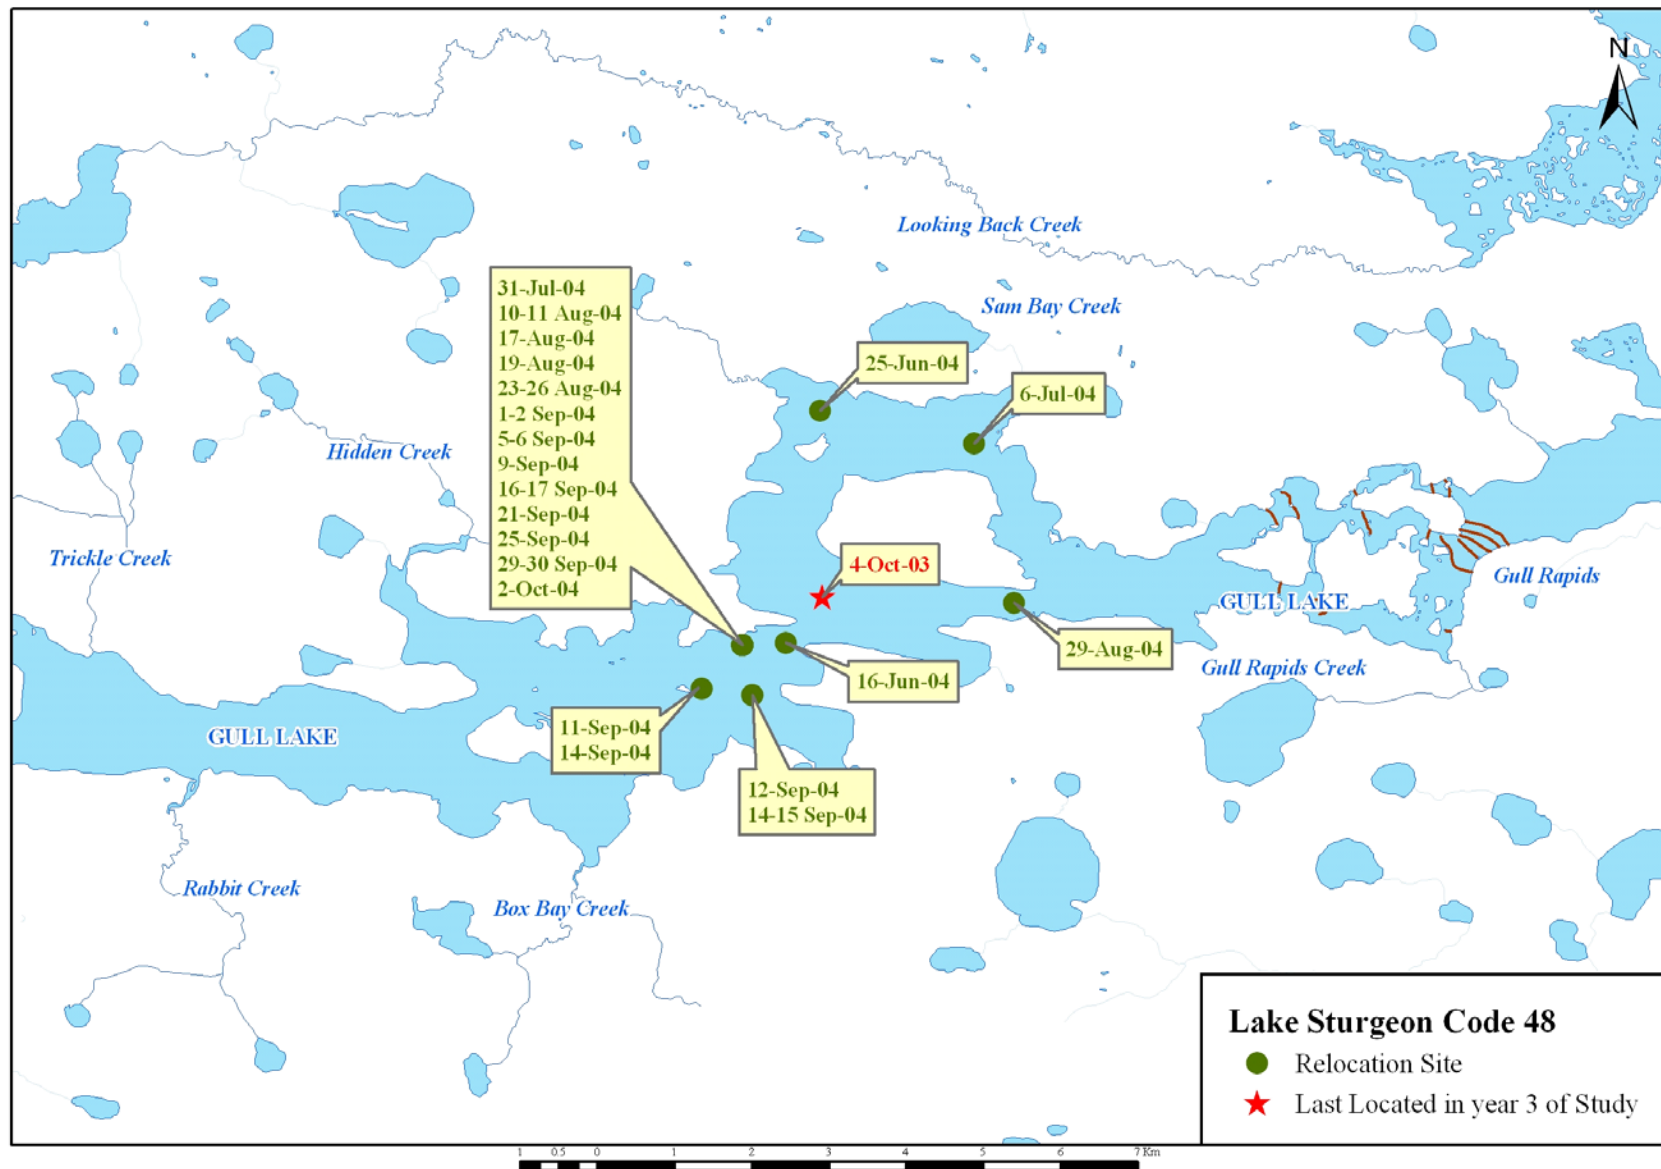 N
Looking Back Creek
31-Jul-04
10-11 Aug-04
17-Aug-04
19-Aug-04
23-26 Aug-04
1-2 Sep-04
5-6 Sep-04
9-Sep-04
16-17 Sep-04
21-Sep-04
25-Sep-04
29-30 Sep-04
2-Oct-04
Sam Bay Creek
25-Jun-04
6-Jul-04
Hidden Creek
Trickle Creek
4-Oct-03
Gull Rapids
GULL LAKE
29-Aug-04
Gull Rapids Creek
16-Jun-04
11-Sep-04
14-Sep-04
GULL LAKE
12-Sep-04
14-15 Sep-04
Rabbit Creek
Box Bay Creek
Lake Sturgeon Code 48
Relocation Site
Last Located in year 3 of Study
1 0.5 0 1 2 3 4 5 6 7 Km